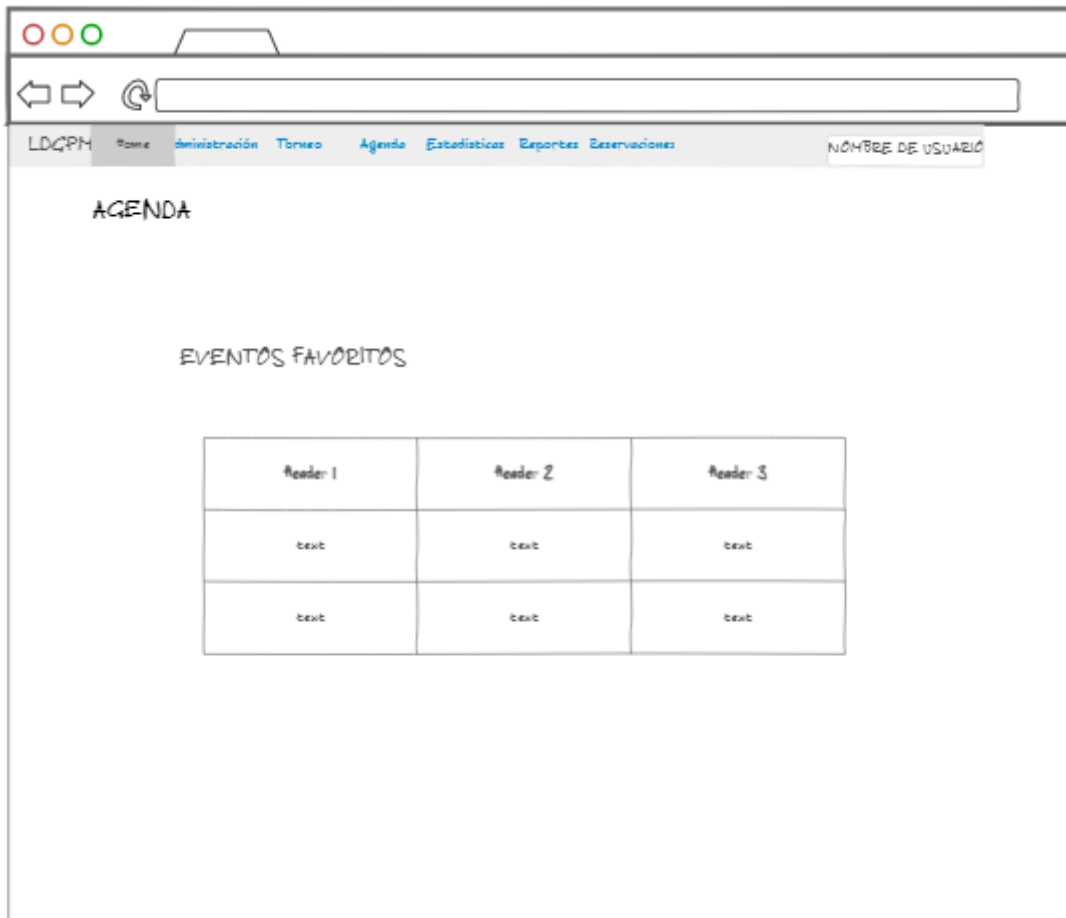 LDGPM Home dministración Torneo Agenda Estadisticas Reportes Reservaciones NOMBRE DE USUARIO
AGENDA
EVENTOS FAVORITOS
Header 1 Header 2 Header 3
text text text
text text text